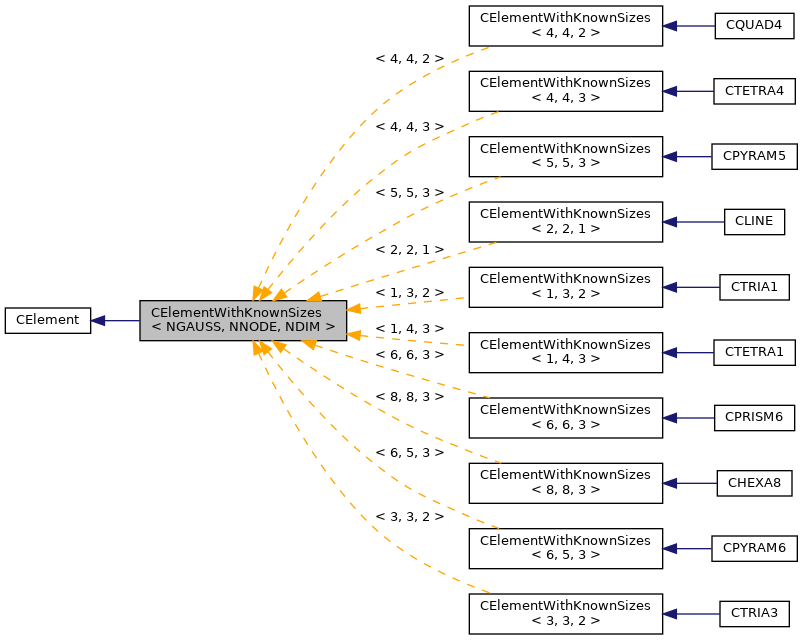 CElement
CElementWithKnownSizes
< NGAUSS, NNODE, NDIM >
< 4, 4, 2 >
CElementWithKnownSizes
< 4, 4, 2 >
CQUAD4
< 4, 4, 3 >
CElementWithKnownSizes
< 4, 4, 3 >
CTETRA4
< 5, 5, 3 >
CElementWithKnownSizes
< 5, 5, 3 >
CPYRAM5
< 2, 2, 1 >
CElementWithKnownSizes
< 2, 2, 1 >
CLINE
< 1, 3, 2 >
CElementWithKnownSizes
< 1, 3, 2 >
CTRIA1
< 1, 4, 3 >
CElementWithKnownSizes
< 1, 4, 3 >
CTETRA1
< 6, 6, 3 >
CElementWithKnownSizes
< 6, 6, 3 >
CPRISM6
< 8, 8, 3 >
CElementWithKnownSizes
< 8, 8, 3 >
CHEXA8
< 6, 5, 3 >
CElementWithKnownSizes
< 6, 5, 3 >
CPYRAM6
< 3, 3, 2 >
CElementWithKnownSizes
< 3, 3, 2 >
CTRIA3